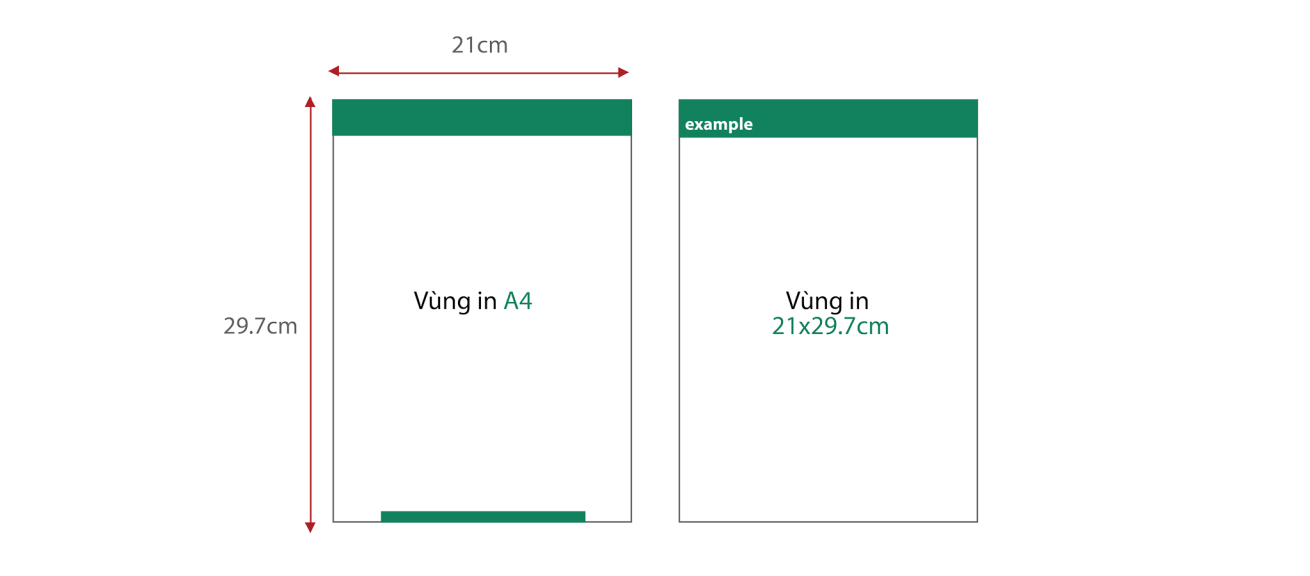 21cm
29.7cm
Vùng in A4
example
Vùng in
21x29.7cm